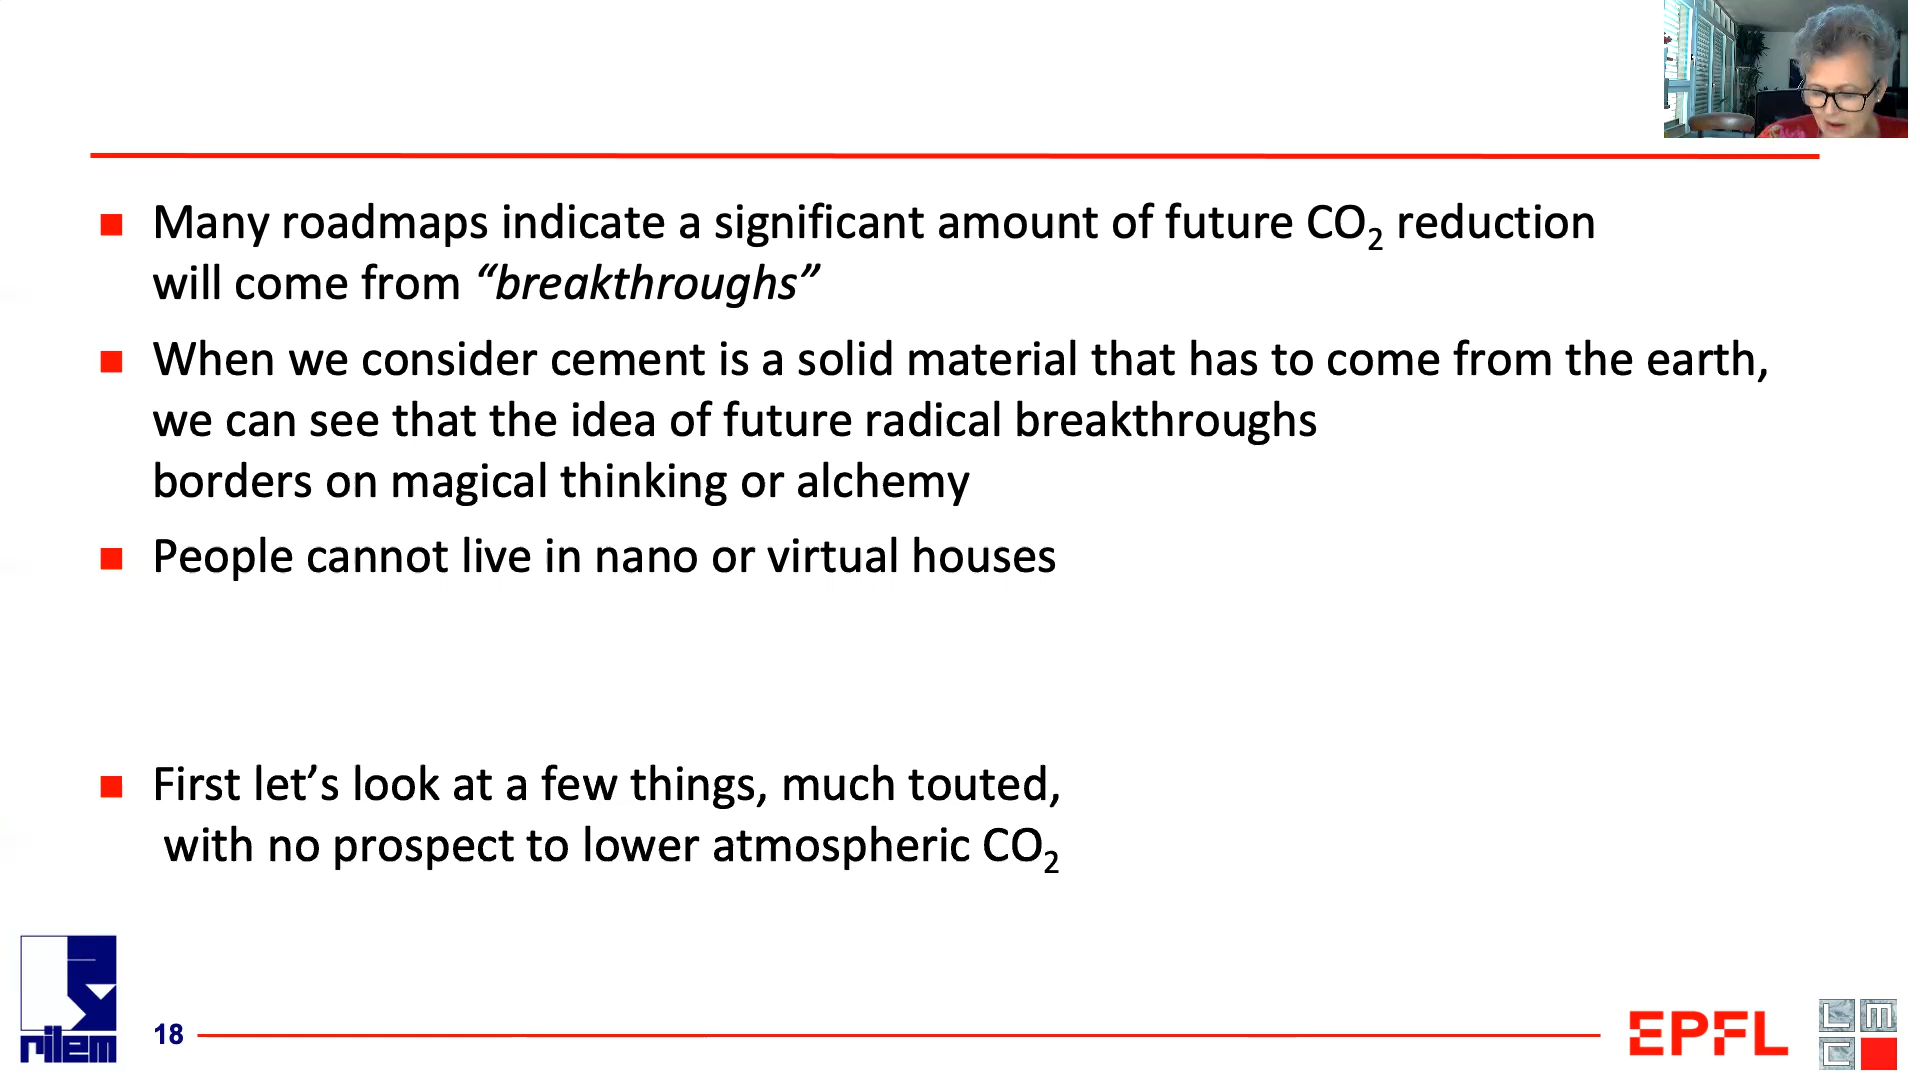 Many roadmaps indicate a significant amount of future CO₂ reduction
will come from “breakthroughs”
When we consider cement is a solid material that has to come from the earth,
we can see that the idea of future radical breakthroughs
borders on magical thinking or alchemy
People cannot live in nano or virtual houses
First let’s look at a few things, much touted,
with no prospect to lower atmospheric CO₂
rilem
18
EPFL
L M
C